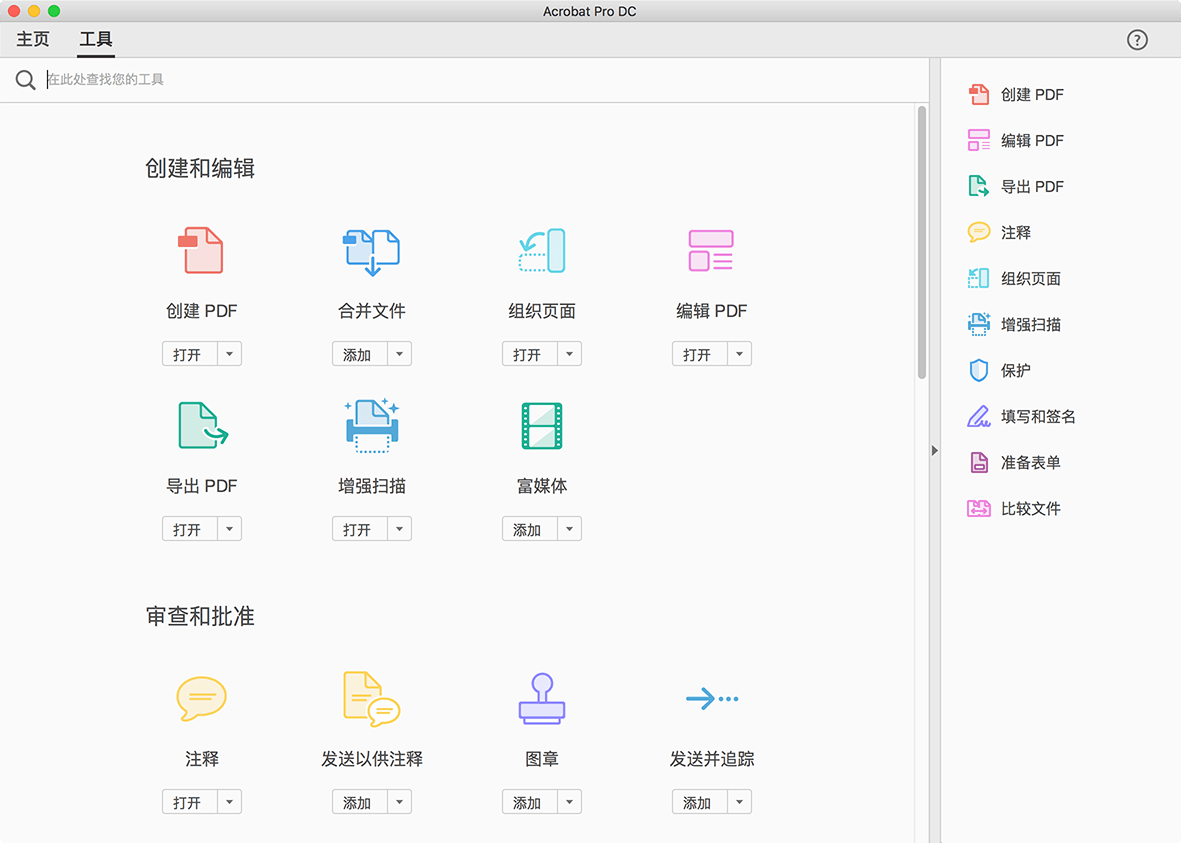 Acrobat Pro DC
主页 工具
在此处查找您的工具
创建和编辑
创建 PDF 合并文件 组织页面 编辑 PDF
打开 添加 打开 打开
导出 PDF 增强扫描 富媒体
打开 打开 添加
审查和批准
注释 发送以供注释 图章 发送并追踪
打开 添加 添加 添加
创建 PDF
编辑 PDF
导出 PDF
注释
组织页面
增强扫描
保护
填写和签名
准备表单
比较文件